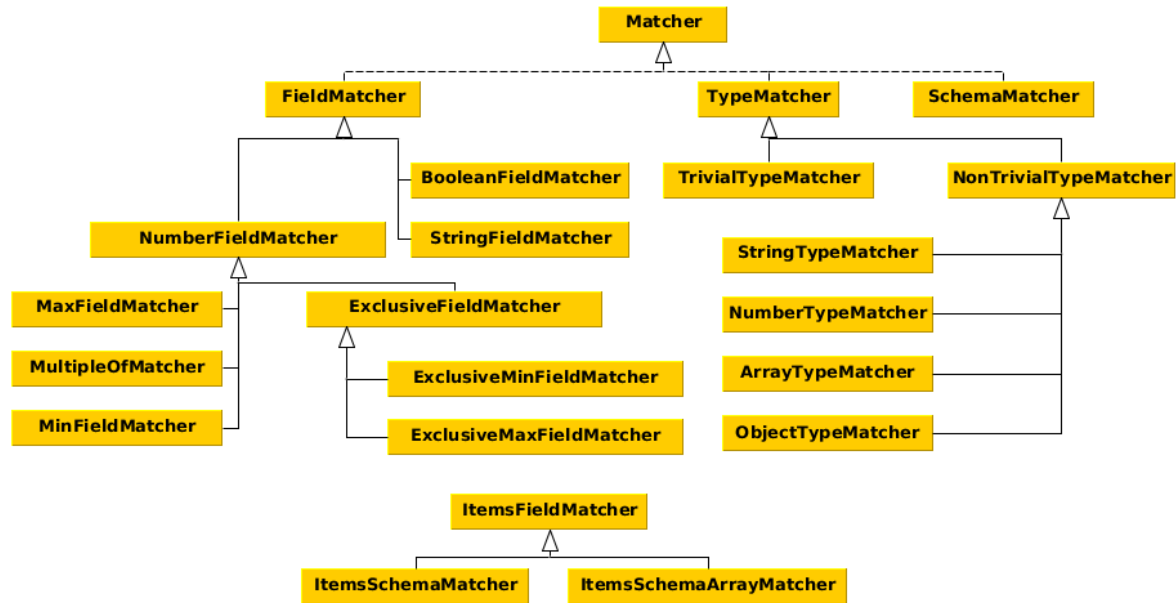 Matcher
FieldMatcher
TypeMatcher
SchemaMatcher
BooleanFieldMatcher
TrivialTypeMatcher
NonTrivialTypeMatcher
NumberFieldMatcher
StringFieldMatcher
StringTypeMatcher
MaxFieldMatcher
ExclusiveFieldMatcher
NumberTypeMatcher
MultipleOfMatcher
ExclusiveMinFieldMatcher
ArrayTypeMatcher
MinFieldMatcher
ExclusiveMaxFieldMatcher
ObjectTypeMatcher
ItemsFieldMatcher
ItemsSchemaMatcher
ItemsSchemaArrayMatcher